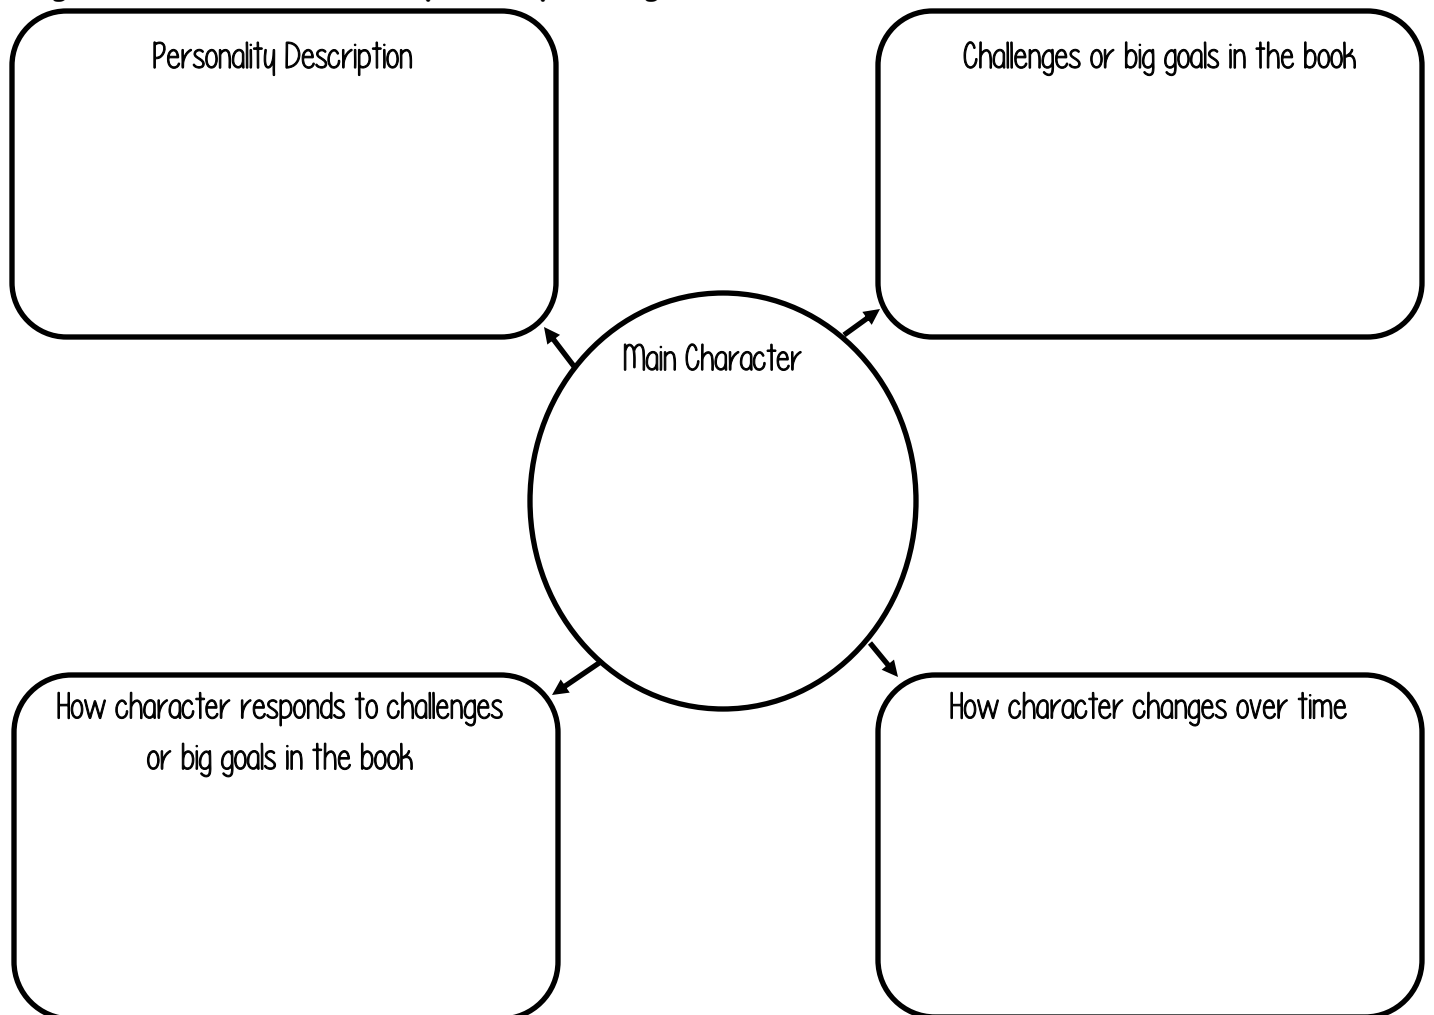 Personality Description
Challenges or big goals in the book
Main Character
How character responds to challenges
or big goals in the book
How character changes over time